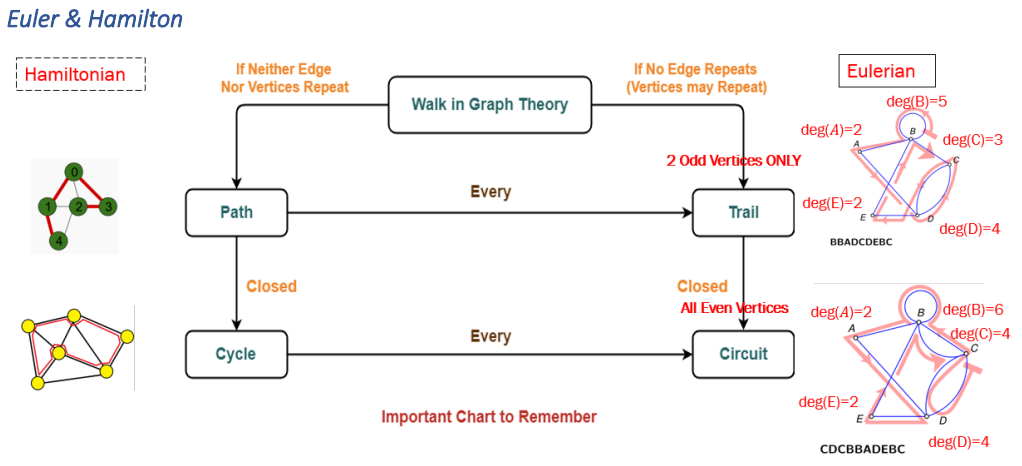 Euler & Hamilton
Hamiltonian
If Neither Edge
Nor Vertices Repeat
Walk in Graph Theory
If No Edge Repeats
(Vertices may Repeat)
Eulerian
deg(B)=5
deg(A)=2
B
deg(C)=3
A
C
2 Odd Vertices ONLY
0
1
2
3
4
Path
Every
Trail
deg(E)=2
E
D
deg(D)=4
BBADCDEBC
Closed
Closed
All Even Vertices
deg(A)=2
B
deg(B)=6
A
deg(C)=4
C
Cycle
Every
Circuit
deg(E)=2
E
D
deg(D)=4
CDCBBADEBC
Important Chart to Remember